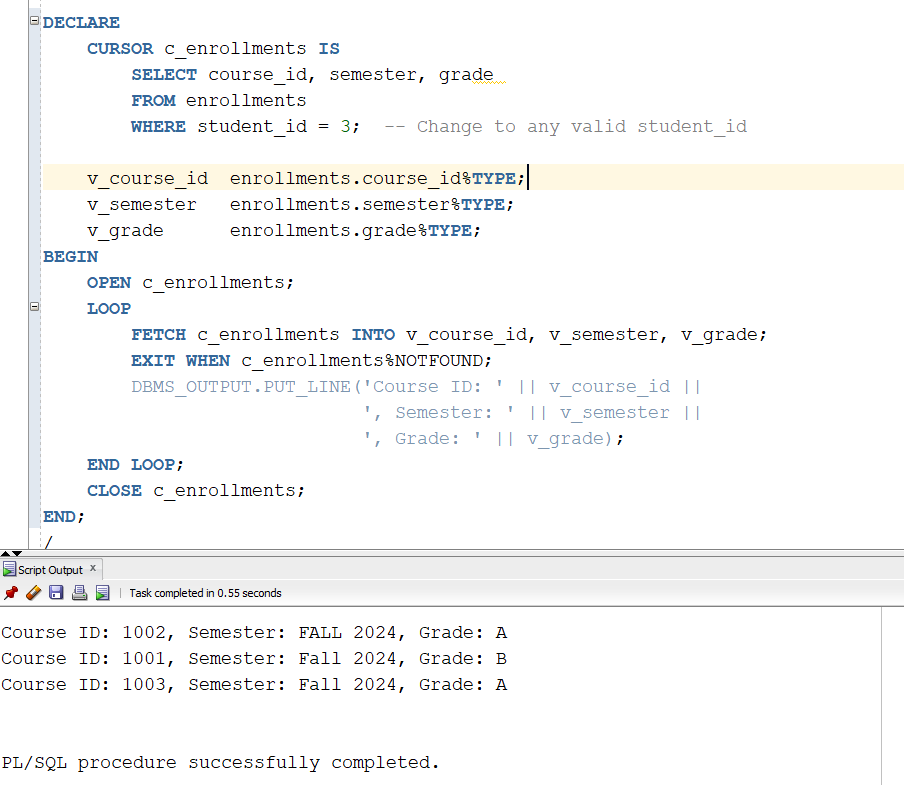 DECLARE
    CURSOR c_enrollments IS
        SELECT course_id, semester, grade
        FROM enrollments
        WHERE student_id = 3;  -- Change to any valid student_id

    v_course_id  enrollments.course_id%TYPE;
    v_semester   enrollments.semester%TYPE;
    v_grade      enrollments.grade%TYPE;
BEGIN
    OPEN c_enrollments;
    LOOP
        FETCH c_enrollments INTO v_course_id, v_semester, v_grade;
        EXIT WHEN c_enrollments%NOTFOUND;
        DBMS_OUTPUT.PUT_LINE('Course ID: ' || v_course_id ||
                             ', Semester: ' || v_semester ||
                             ', Grade: ' || v_grade);
    END LOOP;
    CLOSE c_enrollments;
END;
/
Script Output x
Task completed in 0.55 seconds
Course ID: 1002, Semester: FALL 2024, Grade: A
Course ID: 1001, Semester: Fall 2024, Grade: B
Course ID: 1003, Semester: Fall 2024, Grade: A
PL/SQL procedure successfully completed.